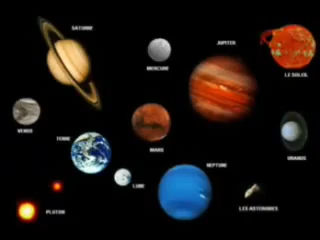 SATURNE
JUPITER
MERCURE
LE SOLEIL
VENUS
TERRE
MARS
URANUS
NEPTUNE
LUNE
PLUTON
LES ASTEROIDES